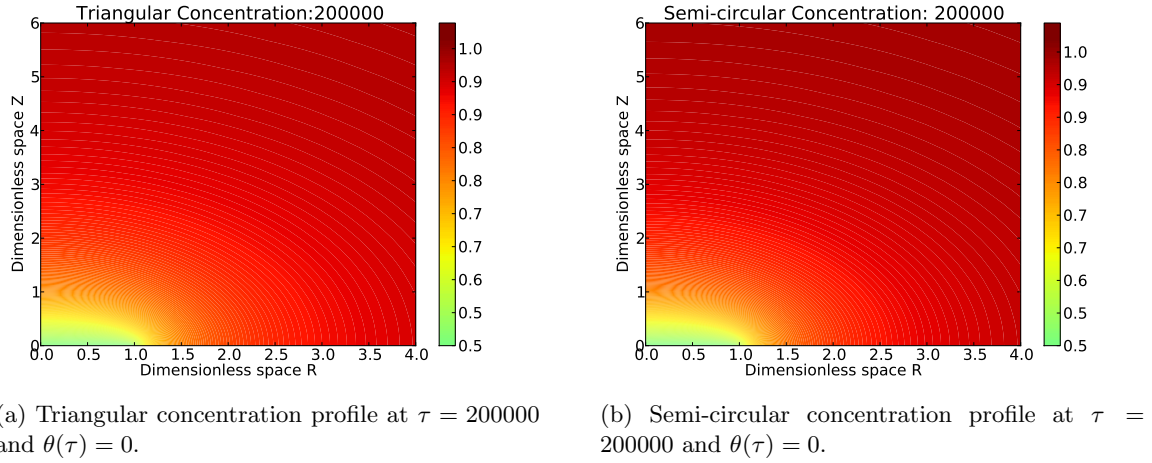 Triangular Concentration:200000
6
5
4
3
2
1
0
Dimensionless space Z
0.0 0.5 1.0 1.5 2.0 2.5 3.0 3.5 4.0
Dimensionless space R
1.0
0.9
0.9
0.8
0.8
0.7
0.7
0.6
0.5
0.5
Semi-circular Concentration: 200000
6
5
4
3
2
1
0
Dimensionless space Z
0.0 0.5 1.0 1.5 2.0 2.5 3.0 3.5 4.0
Dimensionless space R
1.0
0.9
0.9
0.8
0.7
0.7
0.6
0.5
0.5
(a) Triangular concentration profile at τ = 200000
and θ(τ) = 0.
(b) Semi-circular concentration profile at τ =
200000 and θ(τ) = 0.